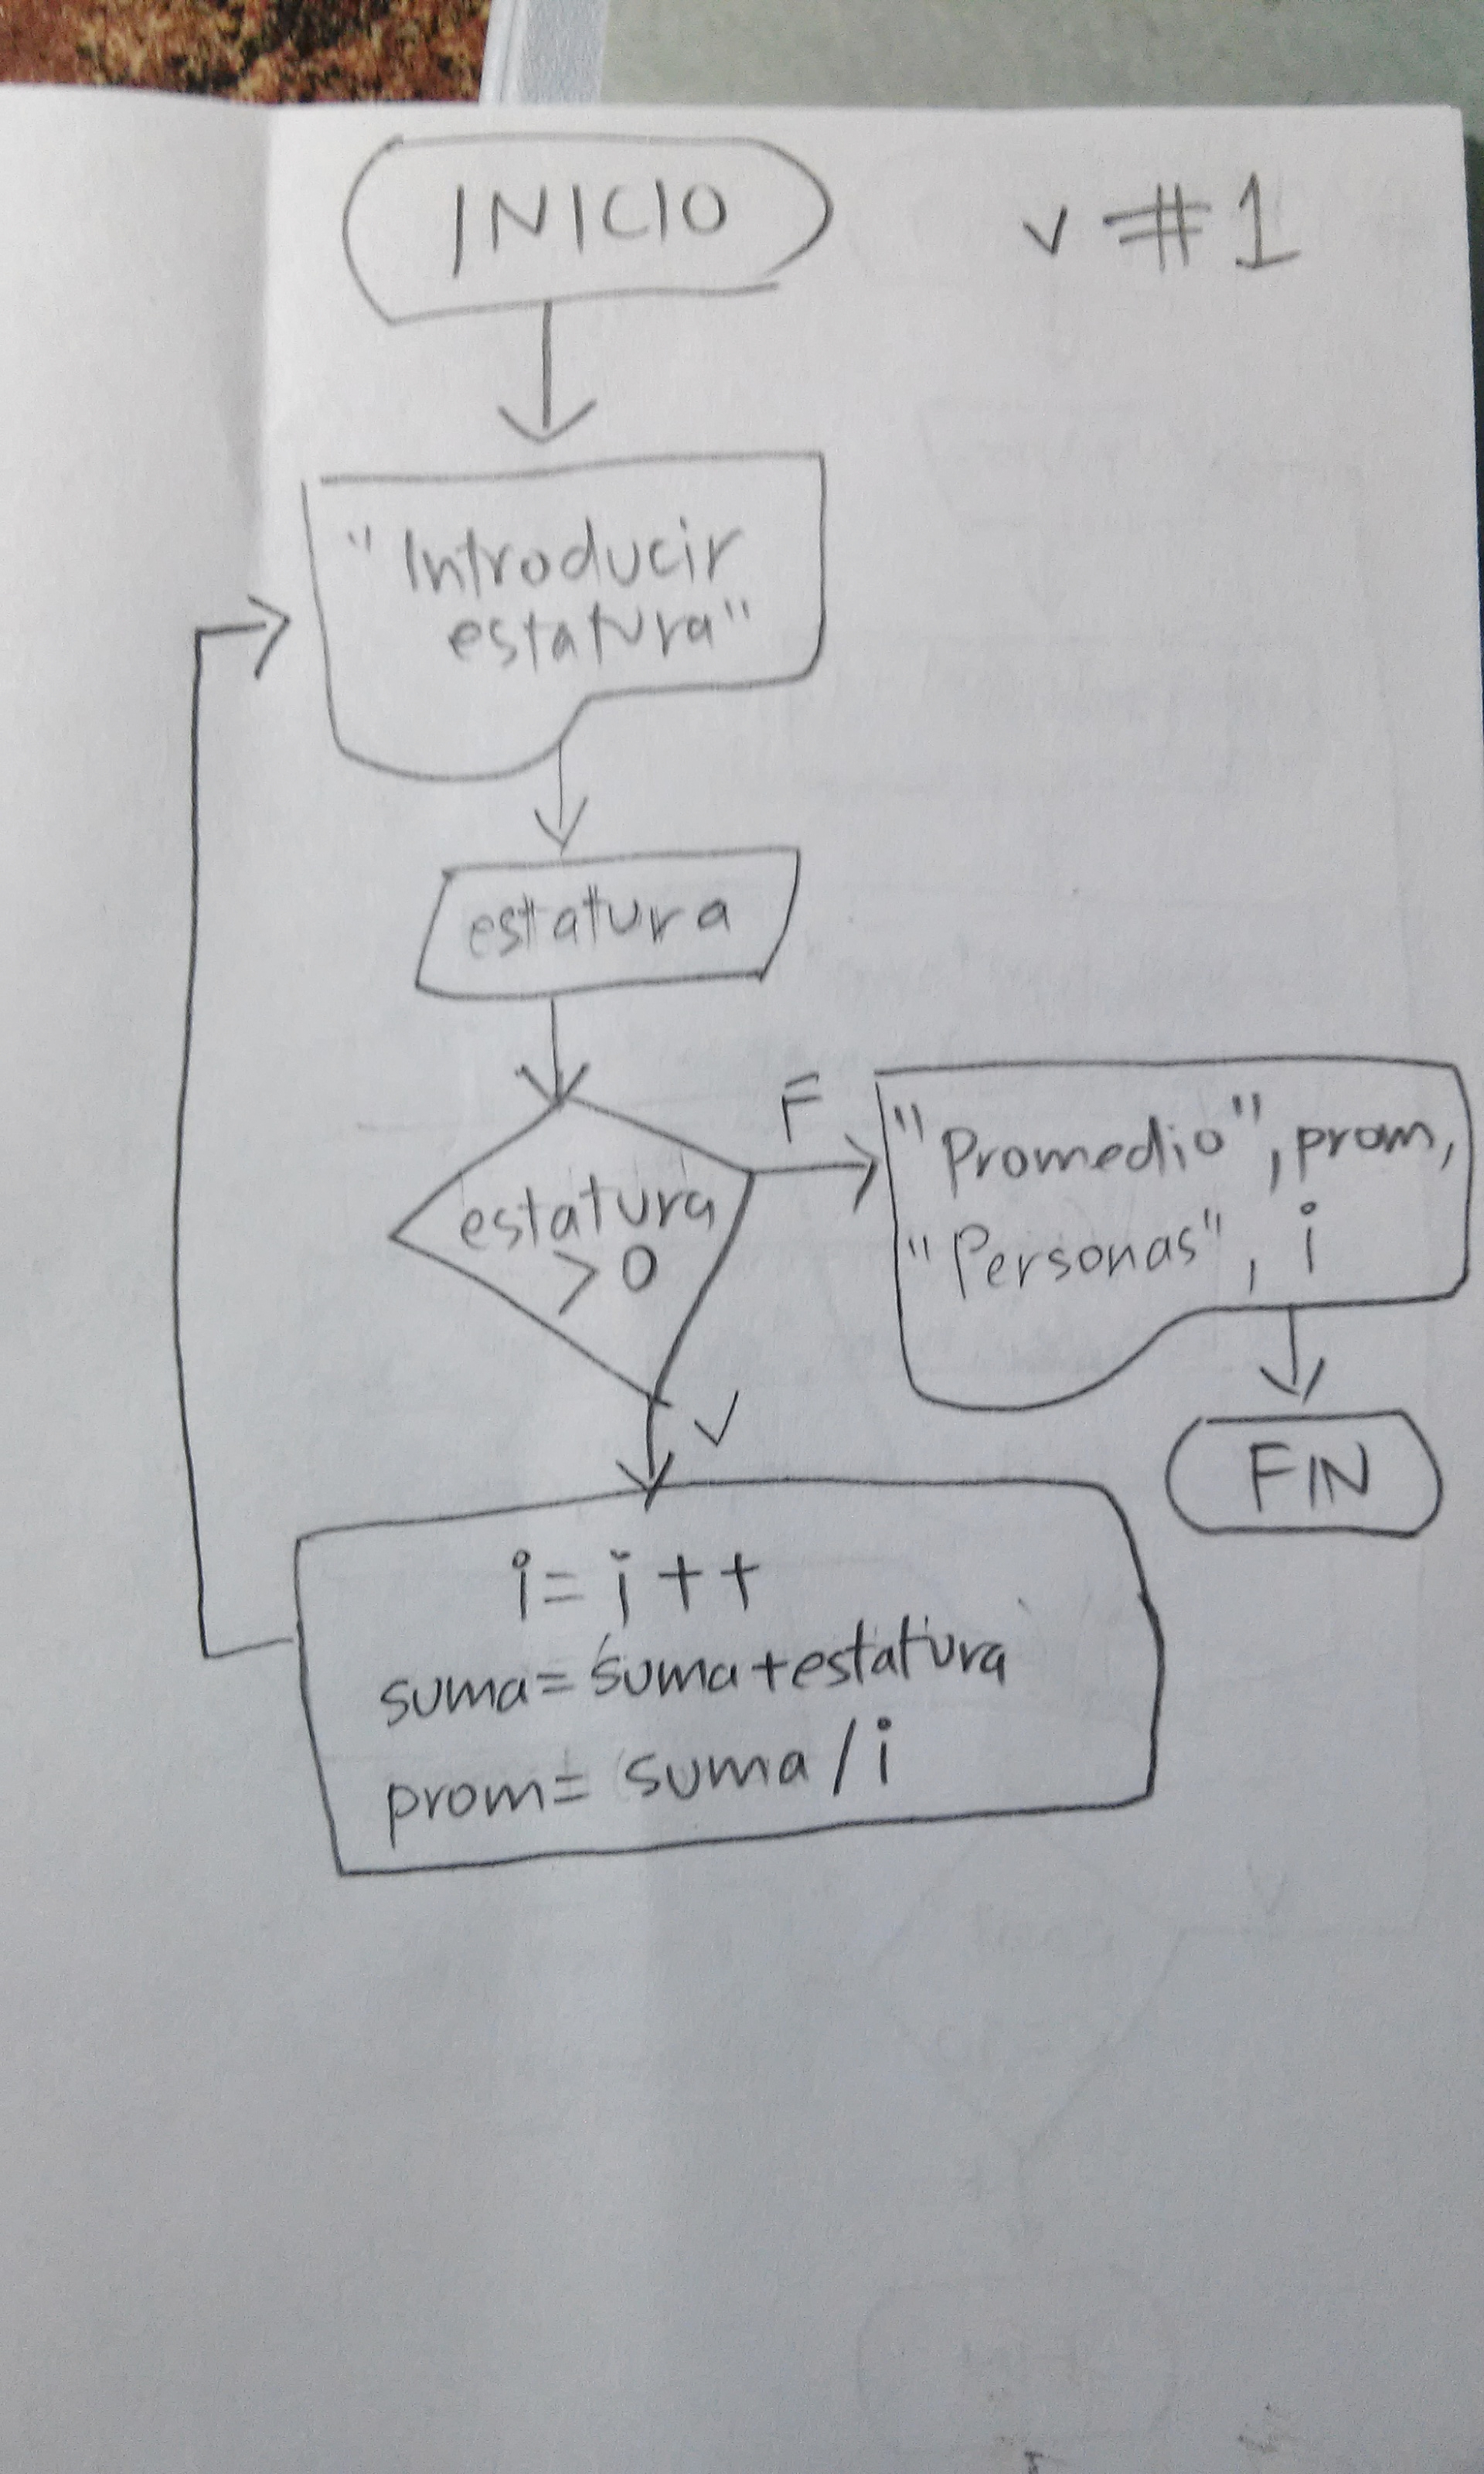 INICIO
v #1
"Introducir
estatura"
estatura
estatura
>0
F
"Promedio", prom,
"Personas", i
FIN
V
i= i++
suma= suma+estatura
prom= suma/i